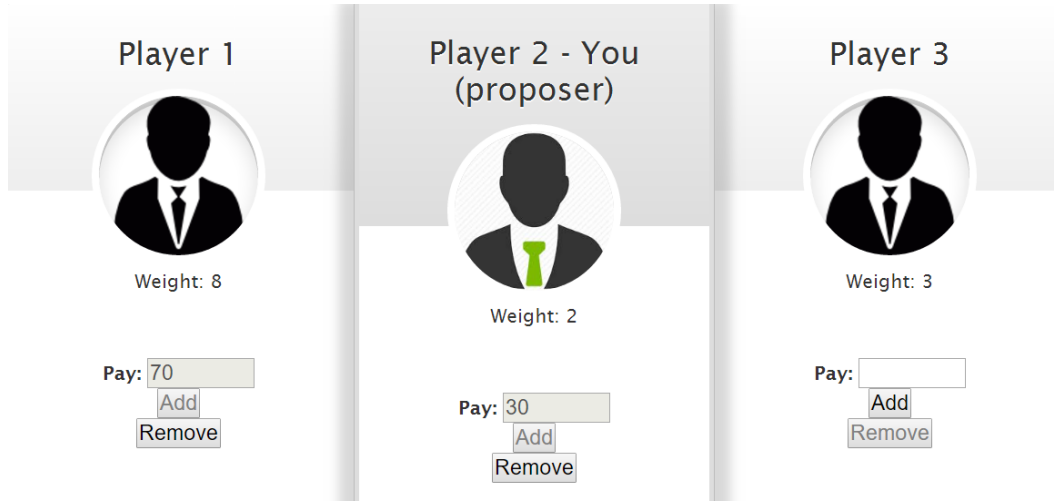 Player 1
Weight: 8
Pay: 70
Add
Remove
Player 2 - You
(proposer)
Weight: 2
Pay: 30
Add
Remove
Player 3
Weight: 3
Pay:
Add
Remove